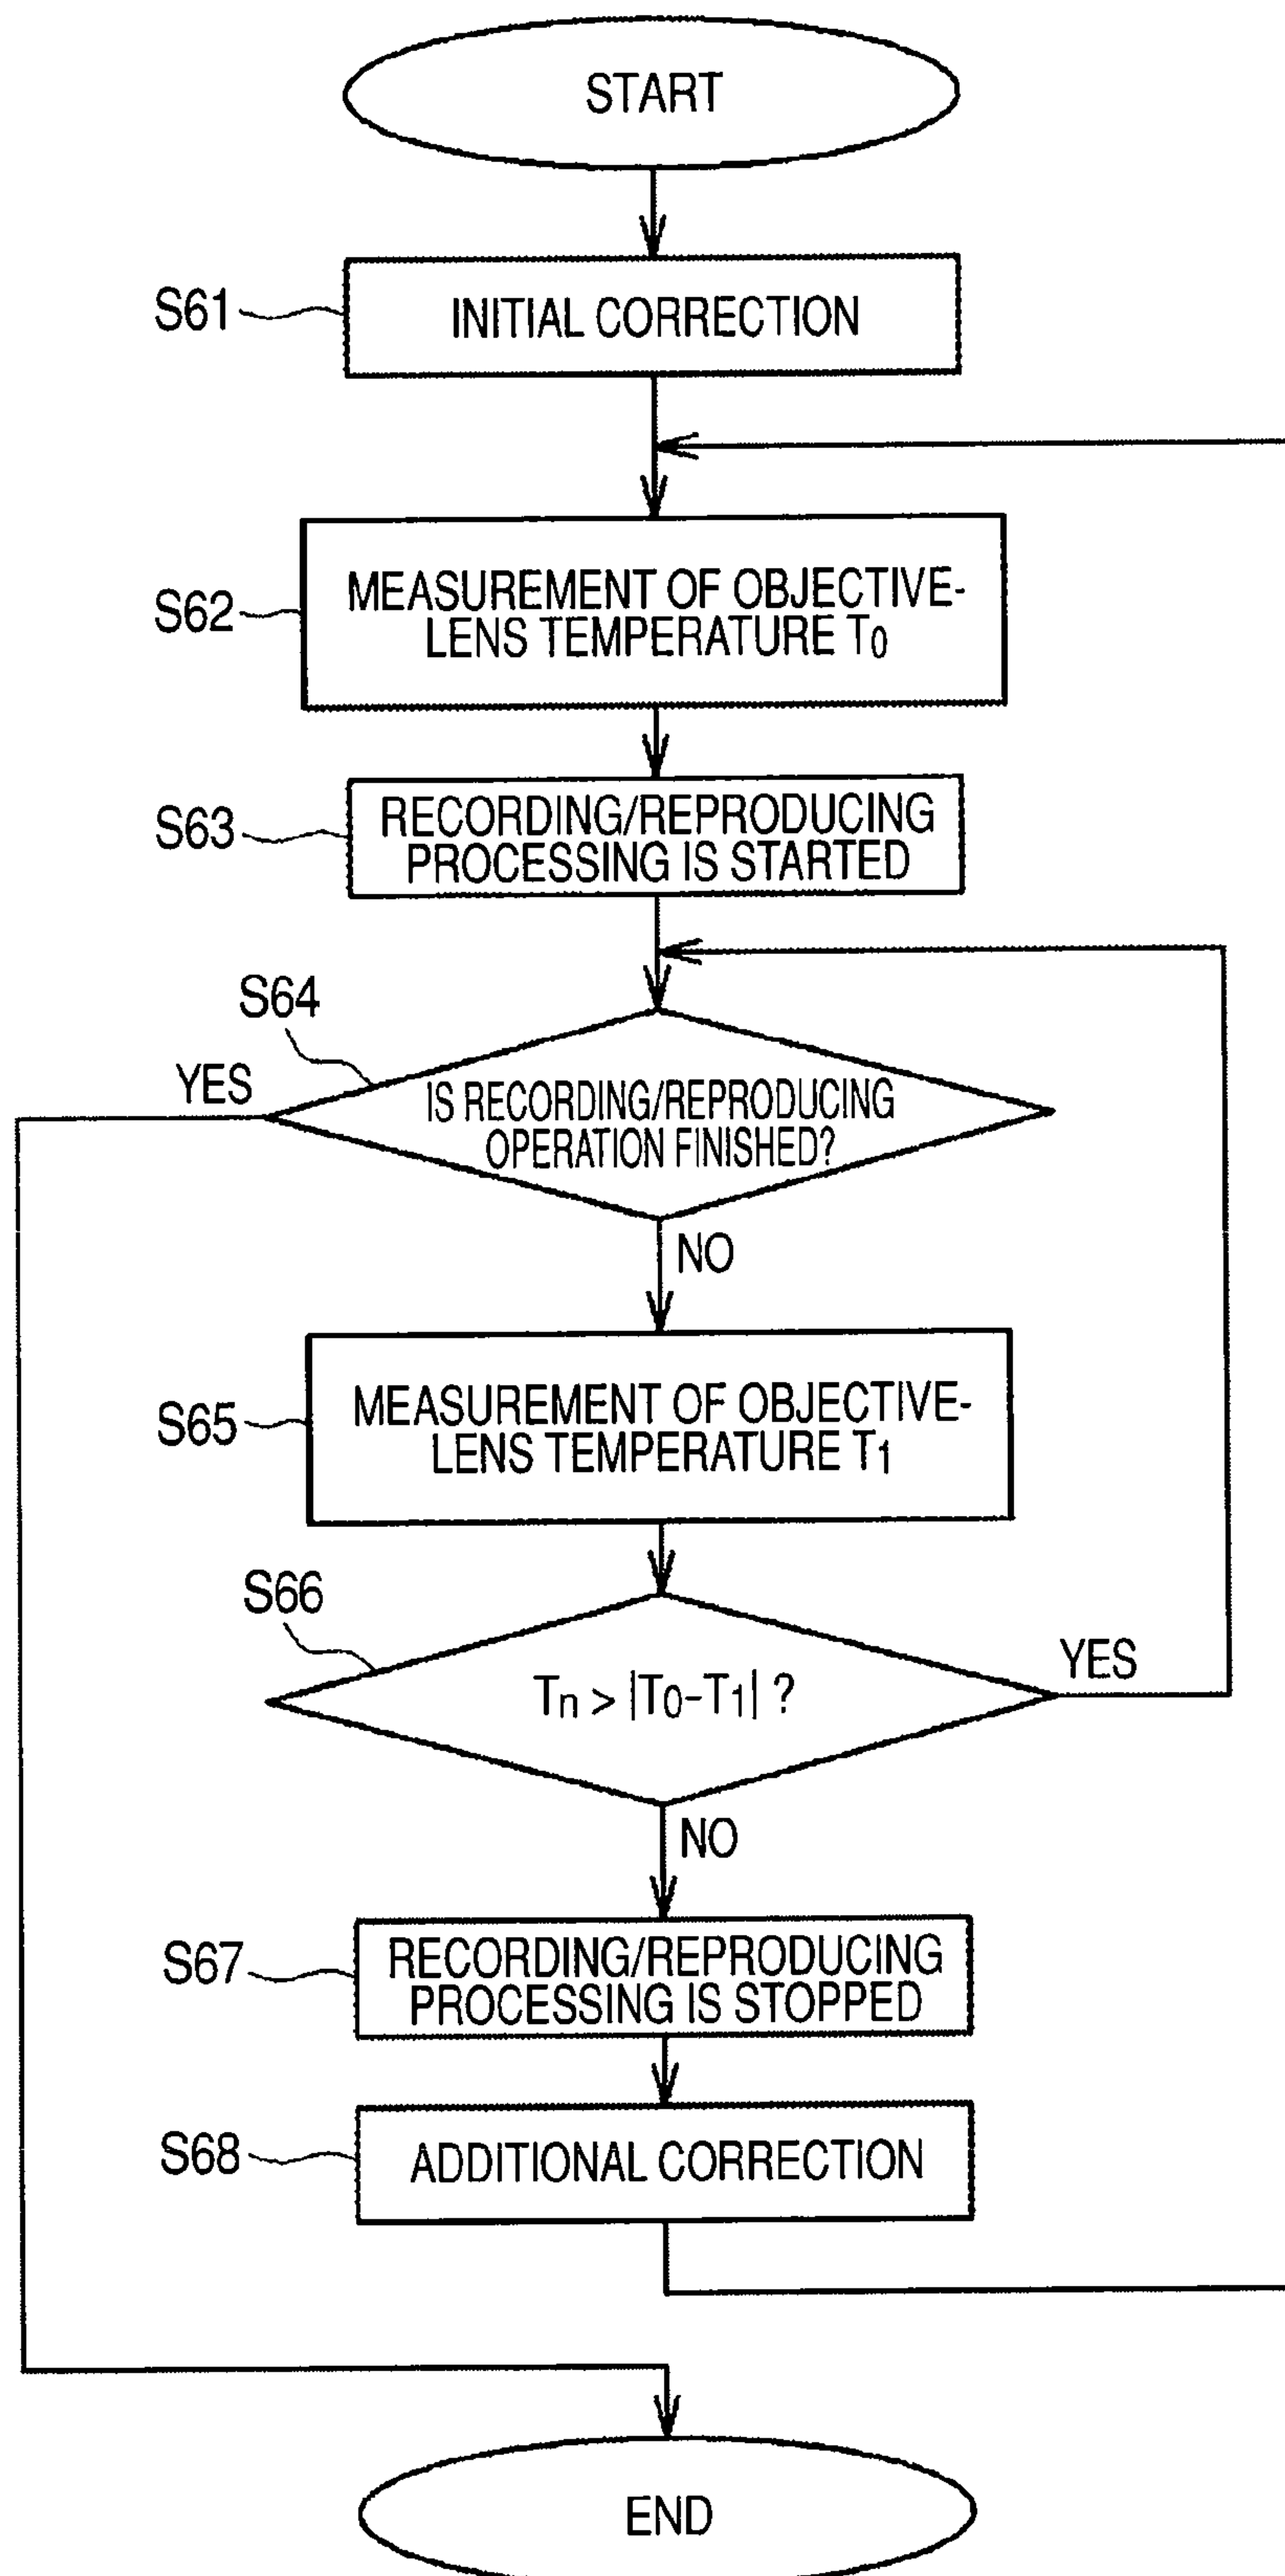 START
S61
INITIAL CORRECTION
S62
MEASUREMENT OF OBJECTIVE-
LENS TEMPERATURE T0
S63
RECORDING/REPRODUCING
PROCESSING IS STARTED
S64
YES
IS RECORDING/REPRODUCING
OPERATION FINISHED?
NO
S65
MEASUREMENT OF OBJECTIVE-
LENS TEMPERATURE T1
S66
Tn > |T0-T1| ?
YES
NO
S67
RECORDING/REPRODUCING
PROCESSING IS STOPPED
S68
ADDITIONAL CORRECTION
END